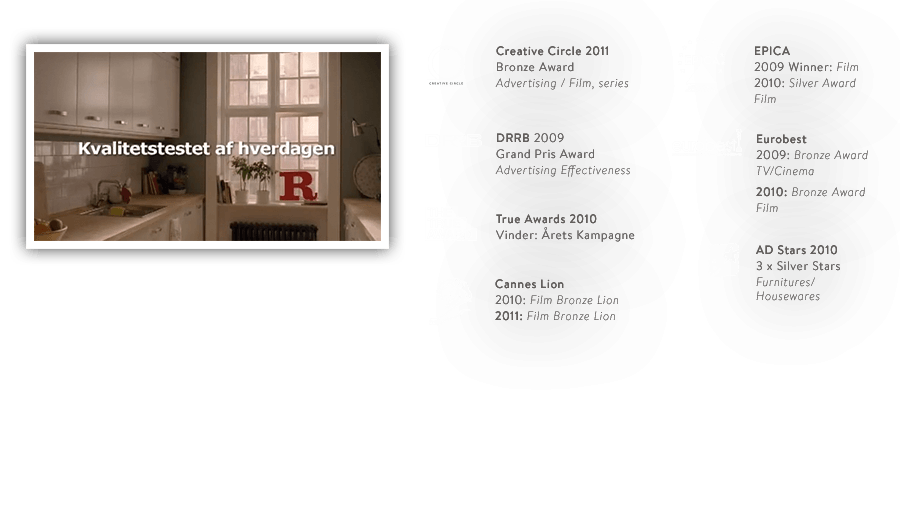 Kvalitetstestet af hverdagen
R
CREATIVE CIRCLE
Creative Circle 2011
Bronze Award
Advertising / Film, series
DRRB 2009
Grand Pris Award
Advertising Effectiveness
True Awards 2010
Vinder: Årets Kampagne
Cannes Lion
2010: Film Bronze Lion
2011: Film Bronze Lion
EPICA
2009 Winner: Film
2010: Silver Award
Film
Eurobest
2009: Bronze Award
TV/Cinema
2010: Bronze Award
Film
AD Stars 2010
3 x Silver Stars
Furnitures/
Housewares